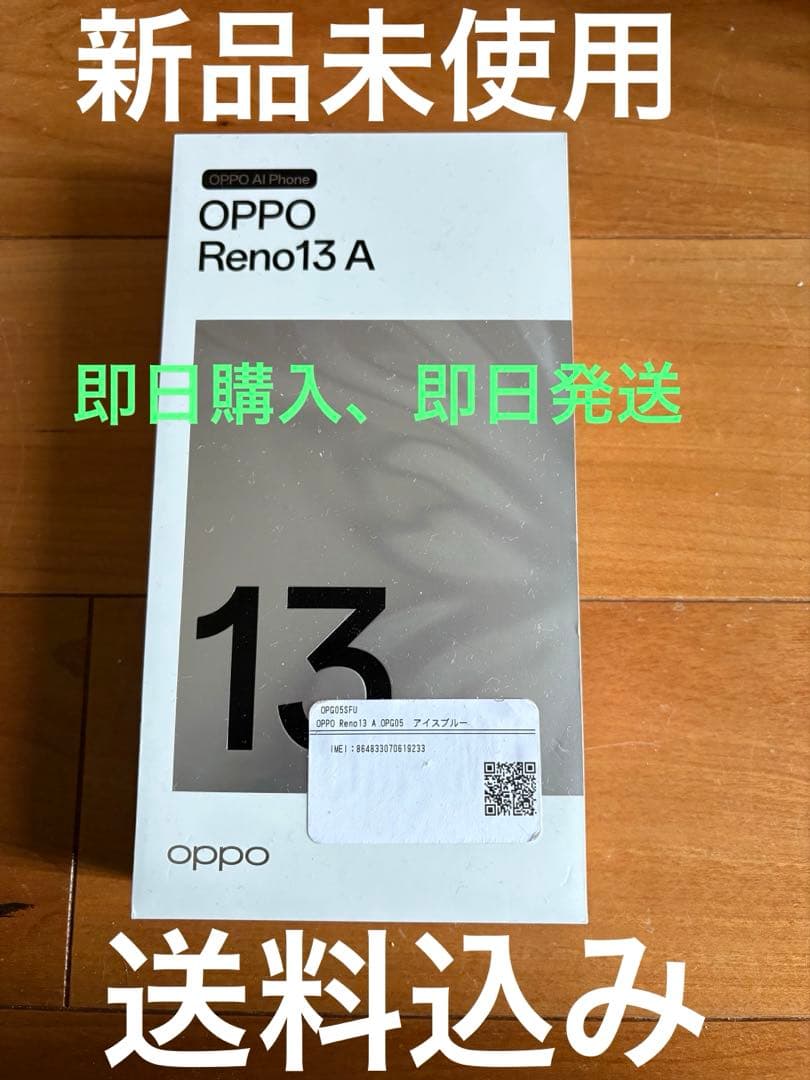 新品未使用
OPPO AI Phone
OPPO
Reno13 A
即日購入、即日発送
13
OPG05SFU
OPPO Reno13 A OPG05 アイスブルー
IMEI：864833070619233
oppo
送料込み